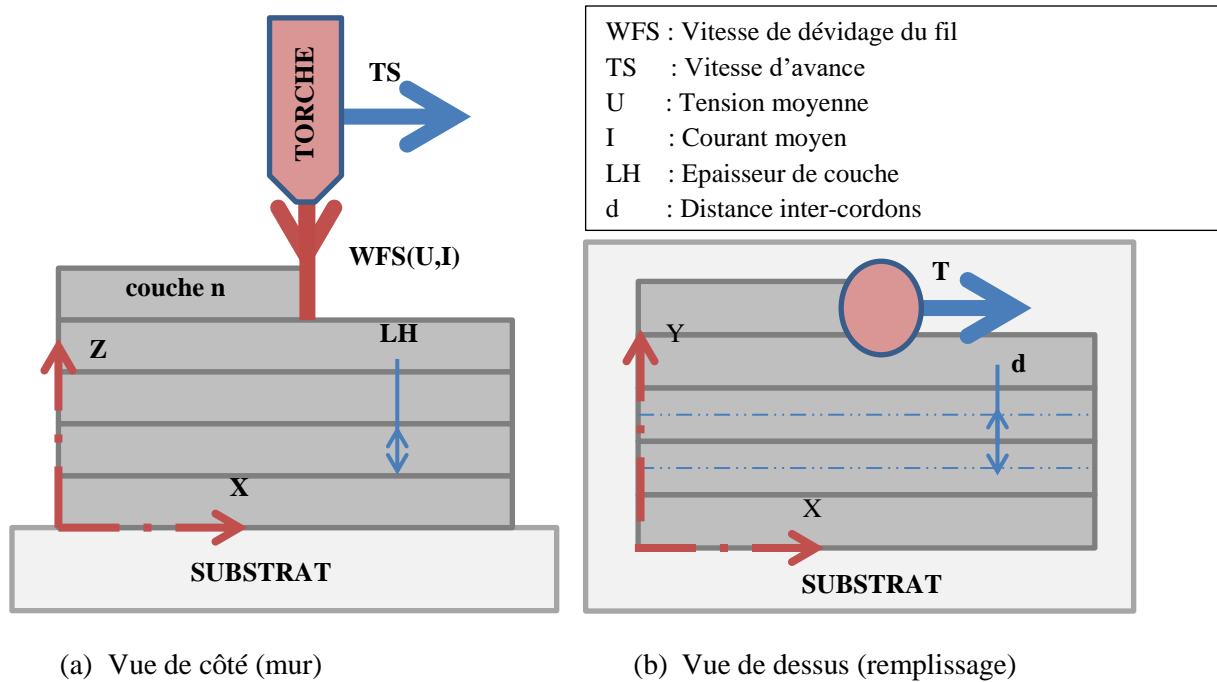 TORCHE
TS
WFS(U,I)
couche n
LH
Z
X
SUBSTRAT
(a) Vue de côté (mur)
WFS : Vitesse de dévidage du fil
TS : Vitesse d’avance
U : Tension moyenne
I : Courant moyen
LH : Epaisseur de couche
d : Distance inter-cordons
T
Y
d
X
SUBSTRAT
(b) Vue de dessus (remplissage)